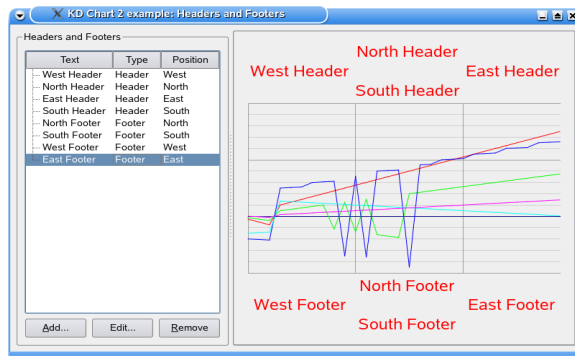 KD Chart 2 example: Headers and Footers
Headers and Footers
Text Type Position
West Header Header West
North Header Header North
East Header Header East
South Header Header South
North Footer Footer North
South Footer Footer South
West Footer Footer West
East Footer Footer East
Add... Edit... Remove
North Header
West Header East Header
South Header
North Footer
West Footer East Footer
South Footer